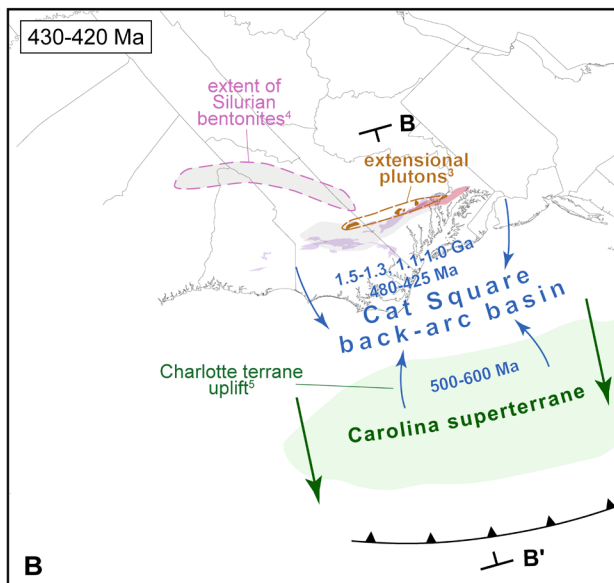 430-420 Ma
extent of
Silurian
bentonites⁴
B
extensional
plutons³
1.5-1.3, 1.1-1.0 Ga
480-425 Ma
Cat Square
back-arc basin
Charlotte terrane
uplift⁵
500-600 Ma
Carolina superterrane
B
B'